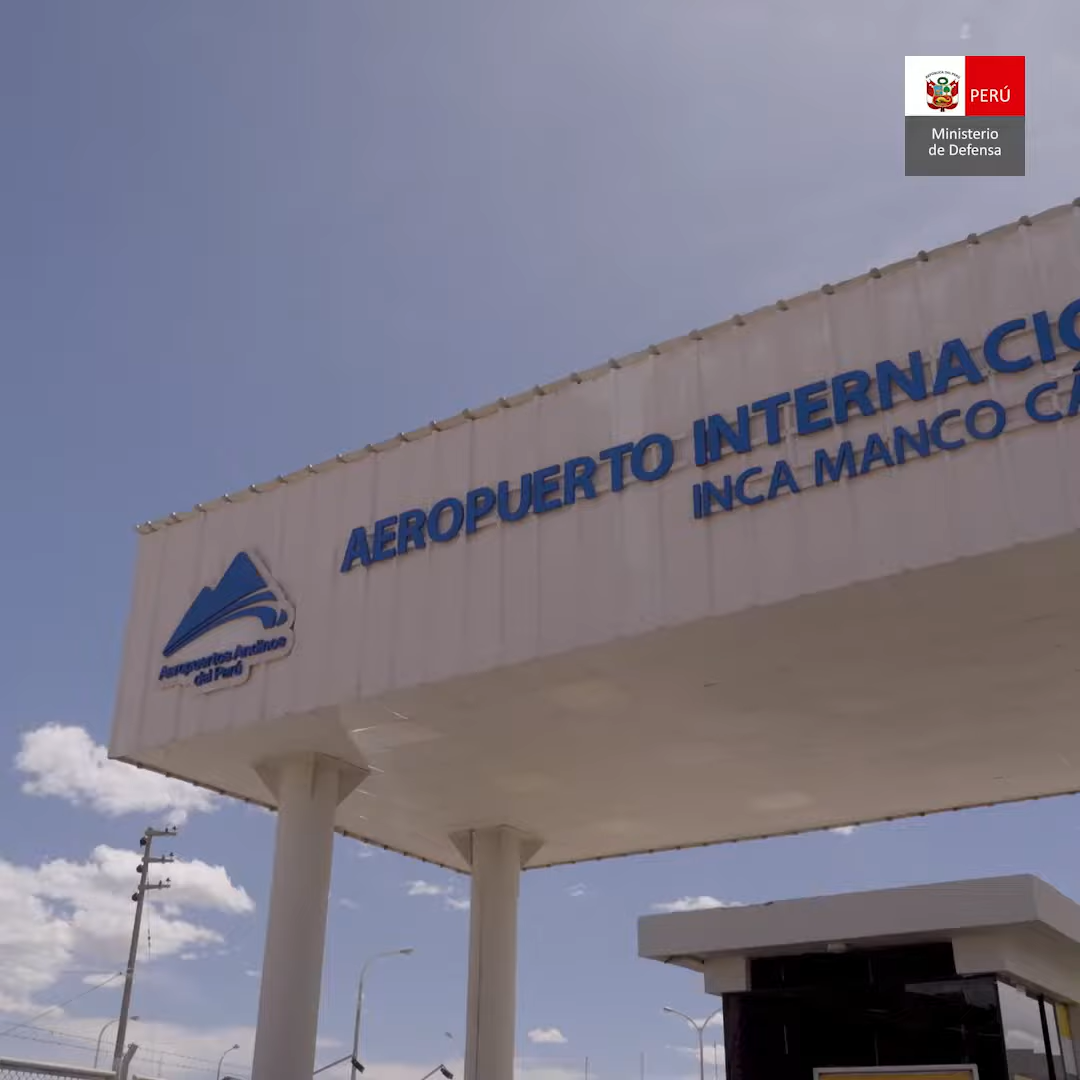 PERÚ
Ministerio
de Defensa
AEROPUERTO INTERNACIO
INCA MANCO CÁ
Aeropuertos Andinos
del Perú